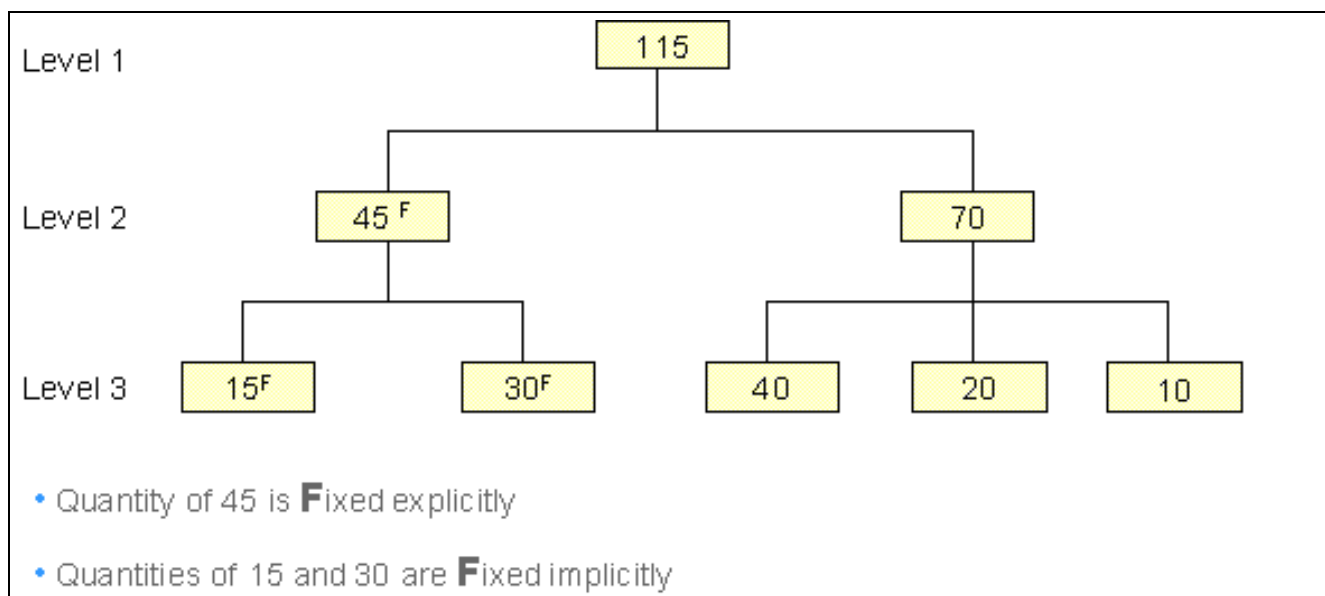 Level 1
115
Level 2
45 F
70
Level 3
15F
30F
40
20
10
• Quantity of 45 is Fixed explicitly
• Quantities of 15 and 30 are Fixed implicitly